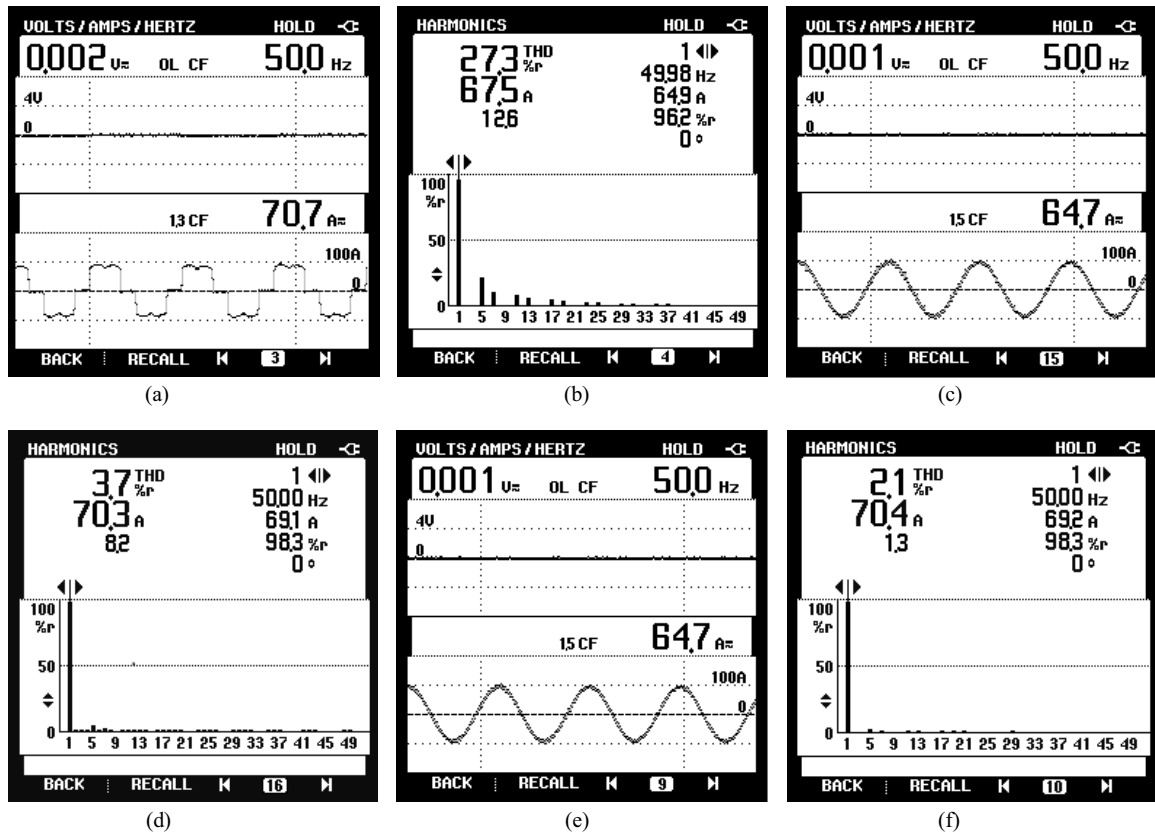 VOLTS / AMPS / HERTZ HOLD
0.002 V≂ OL CF 50.0 Hz
4V
0
1.3 CF 70.7 A≂
100A
0
BACK RECALL 3
(a)
HARMONICS HOLD
27.3 THD %r 1
49.98 Hz
67.5 A 64.9 A
12.6 96.2 %r
0 °
100
%r
50
0
1 5 9 13 17 21 25 29 33 37 41 45 49
BACK RECALL 4
(b)
VOLTS / AMPS / HERTZ HOLD
0.001 V≂ OL CF 50.0 Hz
4V
0
1.5 CF 64.7 A≂
100A
0
BACK RECALL 15
(c)
HARMONICS HOLD
3.7 THD %r 1
50.00 Hz
70.3 A 69.1 A
8.2 98.3 %r
0 °
100
%r
50
0
1 5 9 13 17 21 25 29 33 37 41 45 49
BACK RECALL 16
(d)
VOLTS / AMPS / HERTZ HOLD
0.001 V≂ OL CF 50.0 Hz
4V
0
1.5 CF 64.7 A≂
100A
0
BACK RECALL 9
(e)
HARMONICS HOLD
2.1 THD %r 1
50.00 Hz
70.4 A 69.2 A
1.3 98.3 %r
0 °
100
%r
50
0
1 5 9 13 17 21 25 29 33 37 41 45 49
BACK RECALL 10
(f)